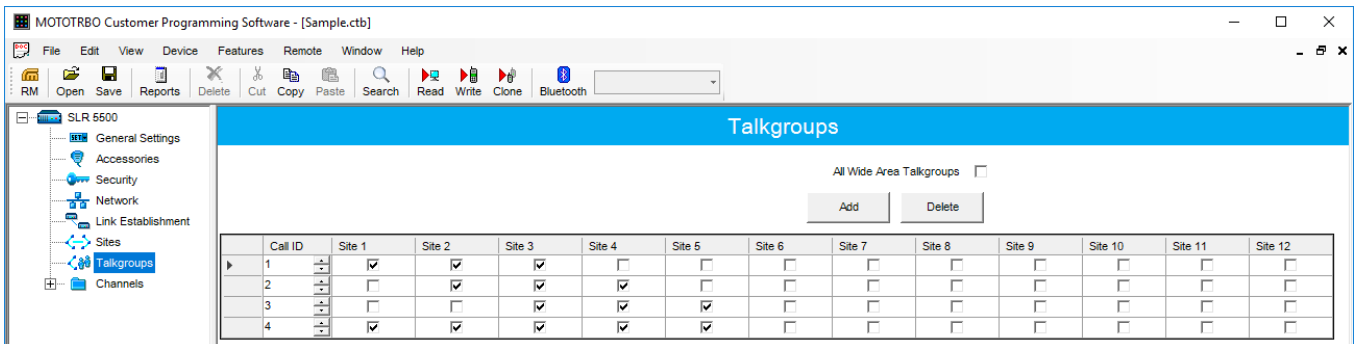 MOTOTRBO Customer Programming Software - [Sample.ctb]
File Edit View Device Features Remote Window Help
RM Open Save Reports Delete Cut Copy Paste Search Read Write Clone Bluetooth
SLR 5500
General Settings
Accessories
Security
Network
Link Establishment
Sites
Talkgroups
Channels
Talkgroups
All Wide Area Talkgroups
Add Delete
Call ID Site 1 Site 2 Site 3 Site 4 Site 5 Site 6 Site 7 Site 8 Site 9 Site 10 Site 11 Site 12
1
2
3
4